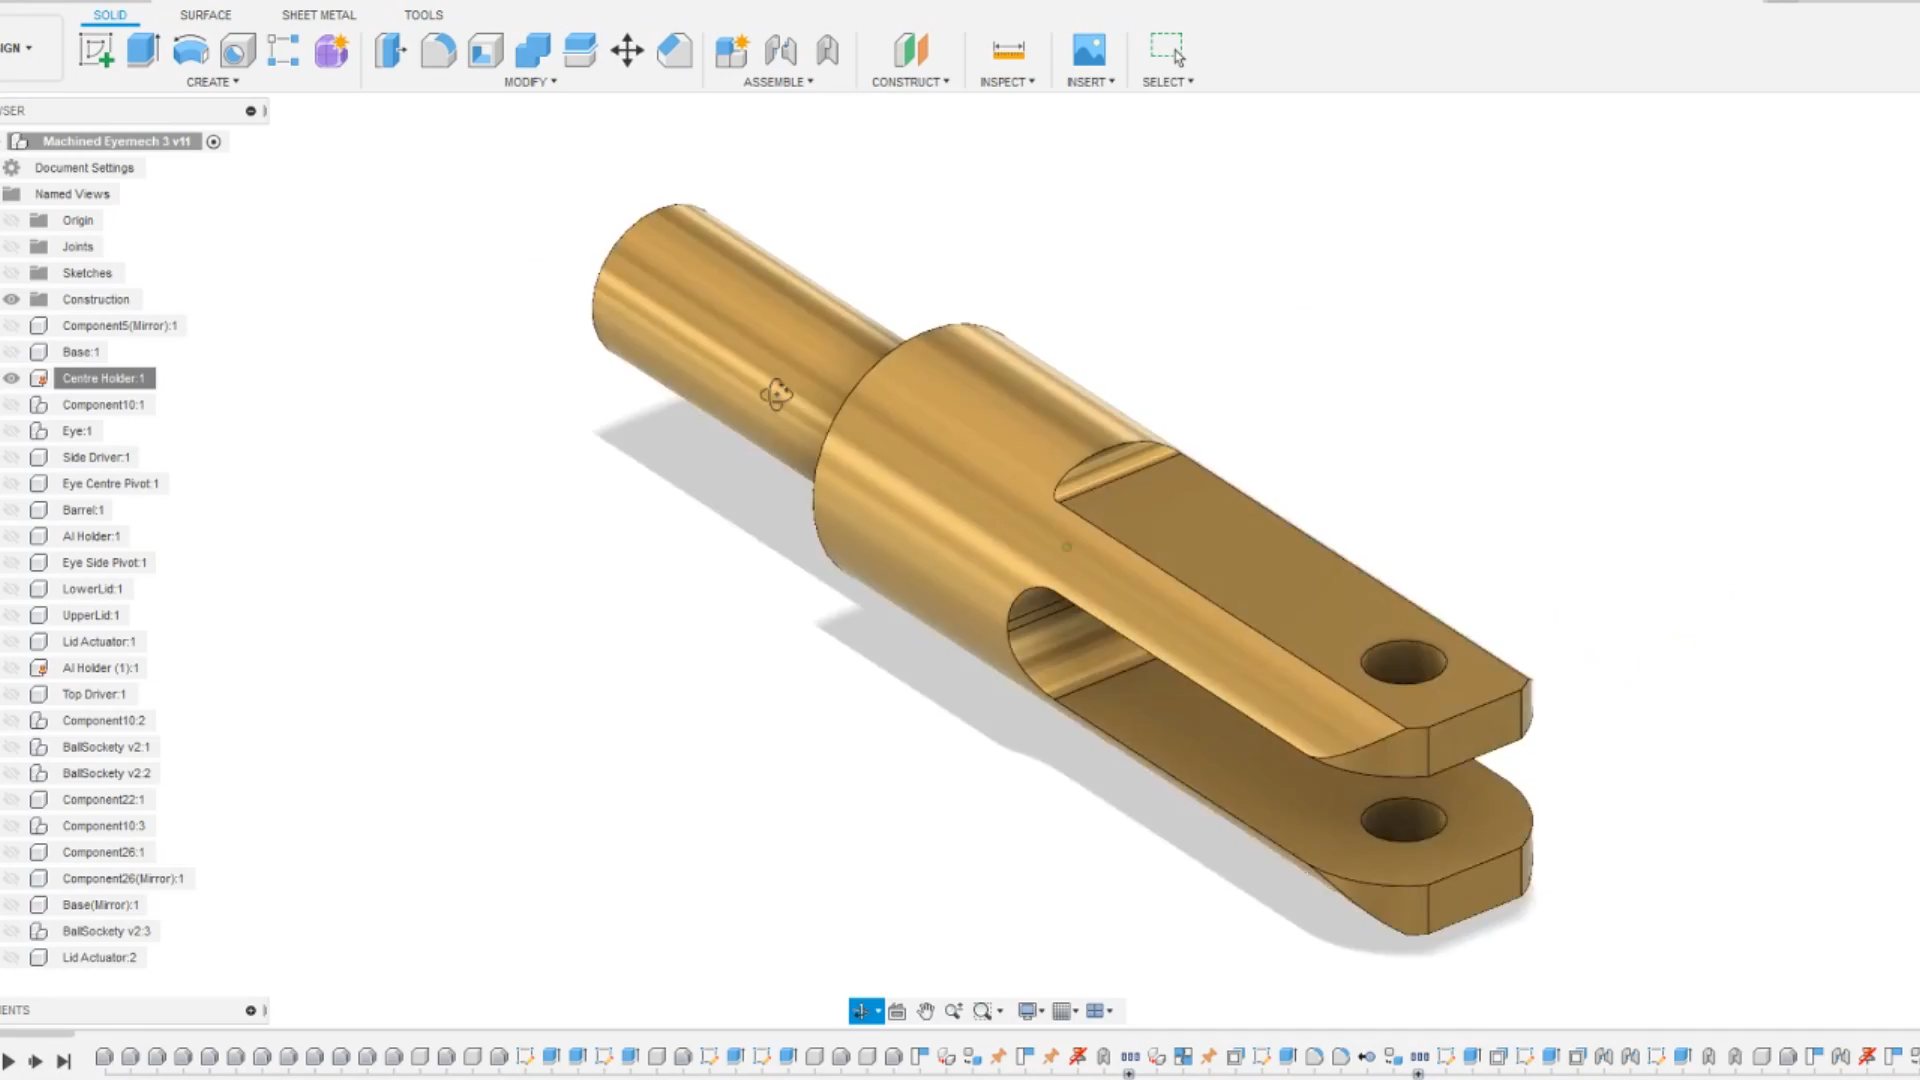 SOLID SURFACE SHEET METAL TOOLS
IGN
CREATE MODIFY ASSEMBLE CONSTRUCT INSPECT INSERT SELECT
SER
Machined Eyemech 3 v11
Document Settings
Named Views
Origin
Joints
Sketches
Construction
Component5(Mirror):1
Base:1
Centre Holder:1
Component10:1
Eye:1
Side Driver:1
Eye Centre Pivot:1
Barrel:1
Al Holder:1
Eye Side Pivot:1
LowerLid:1
UpperLid:1
Lid Actuator:1
Al Holder (1):1
Top Driver:1
Component10:2
BallSockety v2:1
BallSockety v2:2
Component22:1
Component10:3
Component26:1
Component26(Mirror):1
Base(Mirror):1
BallSockety v2:3
Lid Actuator:2
ENTS